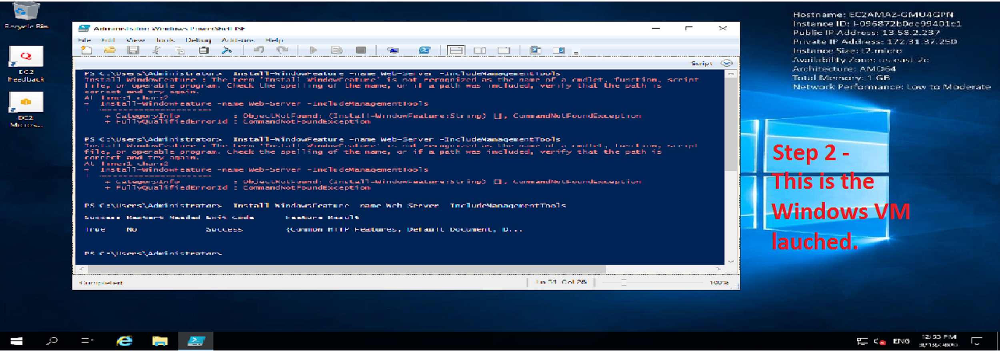 Recycle Bin
EC2
Feedback
EC2
Microso...
Administrator: Windows PowerShell ISE
File Edit View Tools Debug Add-ons Help
Script
PS C:\Users\Administrator> Install-WindowFeature -name Web-Server -IncludeManagementTools
Install-WindowFeature : The term 'Install-WindowFeature' is not recognized as the name of a cmdlet, function, script
file, or operable program. Check the spelling of the name, or if a path was included, verify that the path is
correct and try again.
At line:1 char:2
+  Install-WindowFeature -name Web-Server -IncludeManagementTools
+  ~~~~~~~~~~~~~~~~~~~~~
+ CategoryInfo : ObjectNotFound: (Install-WindowFeature:String) [], CommandNotFoundException
+ FullyQualifiedErrorId : CommandNotFoundException
PS C:\Users\Administrator> Install-WindowFeature -name Web-Server -IncludeManagementTools
Install-WindowFeature : The term 'Install-WindowFeature' is not recognized as the name of a cmdlet, function, script
file, or operable program. Check the spelling of the name, or if a path was included, verify that the path is
correct and try again.
At line:1 char:2
+  Install-WindowFeature -name Web-Server -IncludeManagementTools
+  ~~~~~~~~~~~~~~~~~~~~~
+ CategoryInfo : ObjectNotFound: (Install-WindowFeature:String) [], CommandNotFoundException
+ FullyQualifiedErrorId : CommandNotFoundException
PS C:\Users\Administrator> Install-WindowsFeature -name Web-Server -IncludeManagementTools
Success Restart Needed Exit Code Feature Result
True No Success {Common HTTP Features, Default Document, D...
PS C:\Users\Administrator>
Completed
Ln 31 Col 28
100%
Hostname: EC2AMAZ-GMU4GPN
Instance ID:
Public IP Address: 13.58.2.237
Private IP Address: 172.31.37.250
Instance Size: t2.micro
Availability Zone: us-east-2c
Architecture: AMD64
Total Memory: 1 GB
Network Performance: Low to Moderate
Step 2 -
This is the
Windows VM
lauched.
ENG
12:53 PM